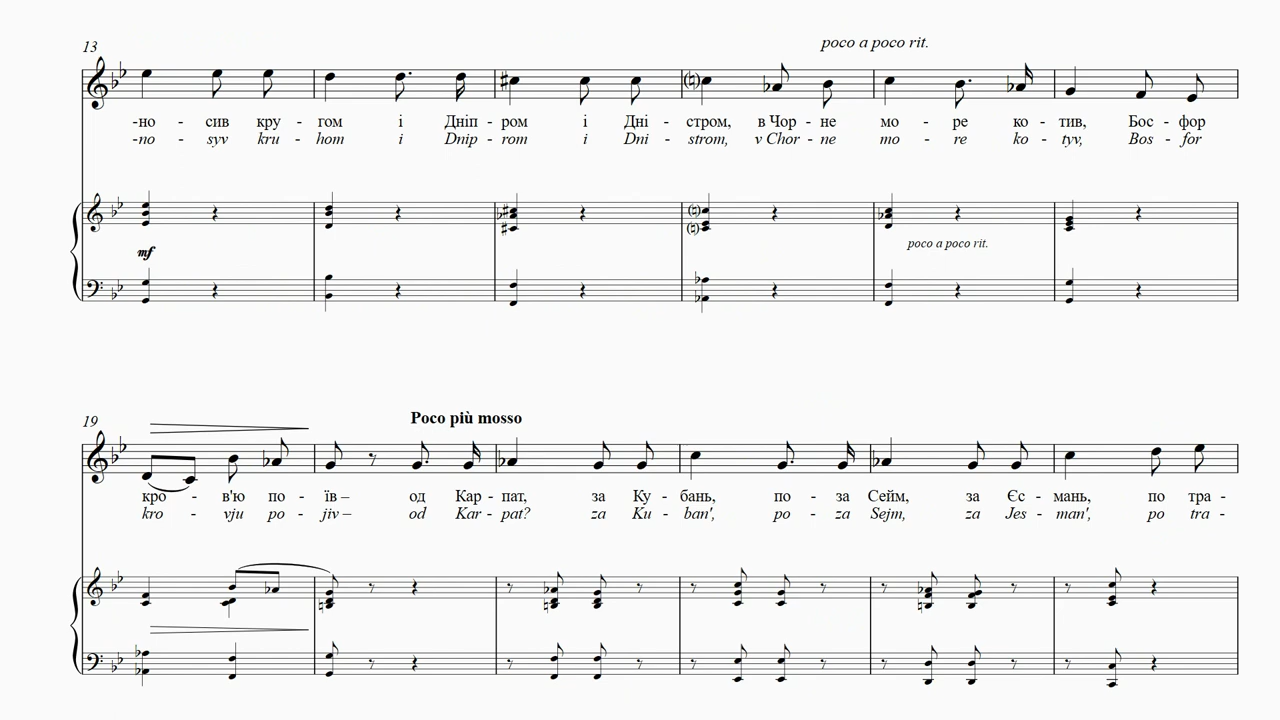 13
poco a poco rit.
-но - сив кру - гом і Дніп - ром і Дні - стром, в Чор - не мо - ре ко - тив, Бос - фор
-no - syv kru - hom i Dnip - rom i Dni - strom, v Chor - ne mo - re ko - tyv, Bos - for
mf
poco a poco rit.
19
Poco più mosso
кро - в'ю по - їв – од Кар - пат, за Ку - бань, по - за Сейм, за Єс - мань, по тра -
kro - vju po - jiv – od Kar - pat? za Ku - ban', po - za Sejm, za Jes - man', po tra -